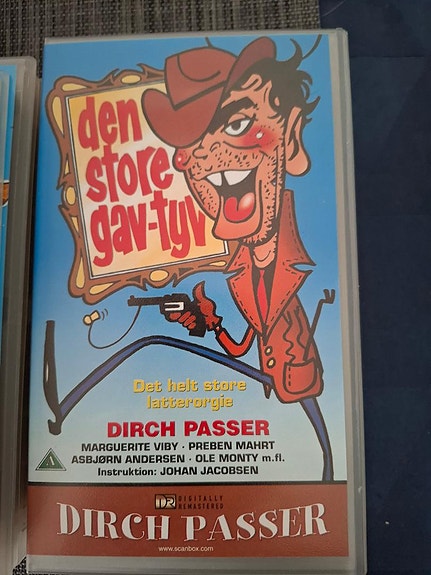 den
store
gav-tyv
Det helt store
latterorgie
DIRCH PASSER
MARGUERITE VIBY · PREBEN MAHRT
ASBJØRN ANDERSEN · OLE MONTY m.fl.
Instruktion: JOHAN JACOBSEN
DR DIGITALLY
REMASTERED
DIRCH PASSER
www.scanbox.com